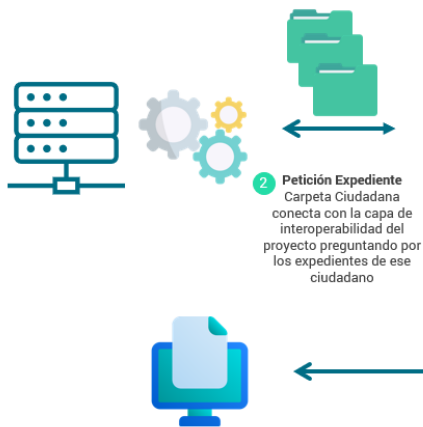 2 Petición Expediente
Carpeta Ciudadana
conecta con la capa de
interoperabilidad del
proyecto preguntando por
los expedientes de ese
ciudadano